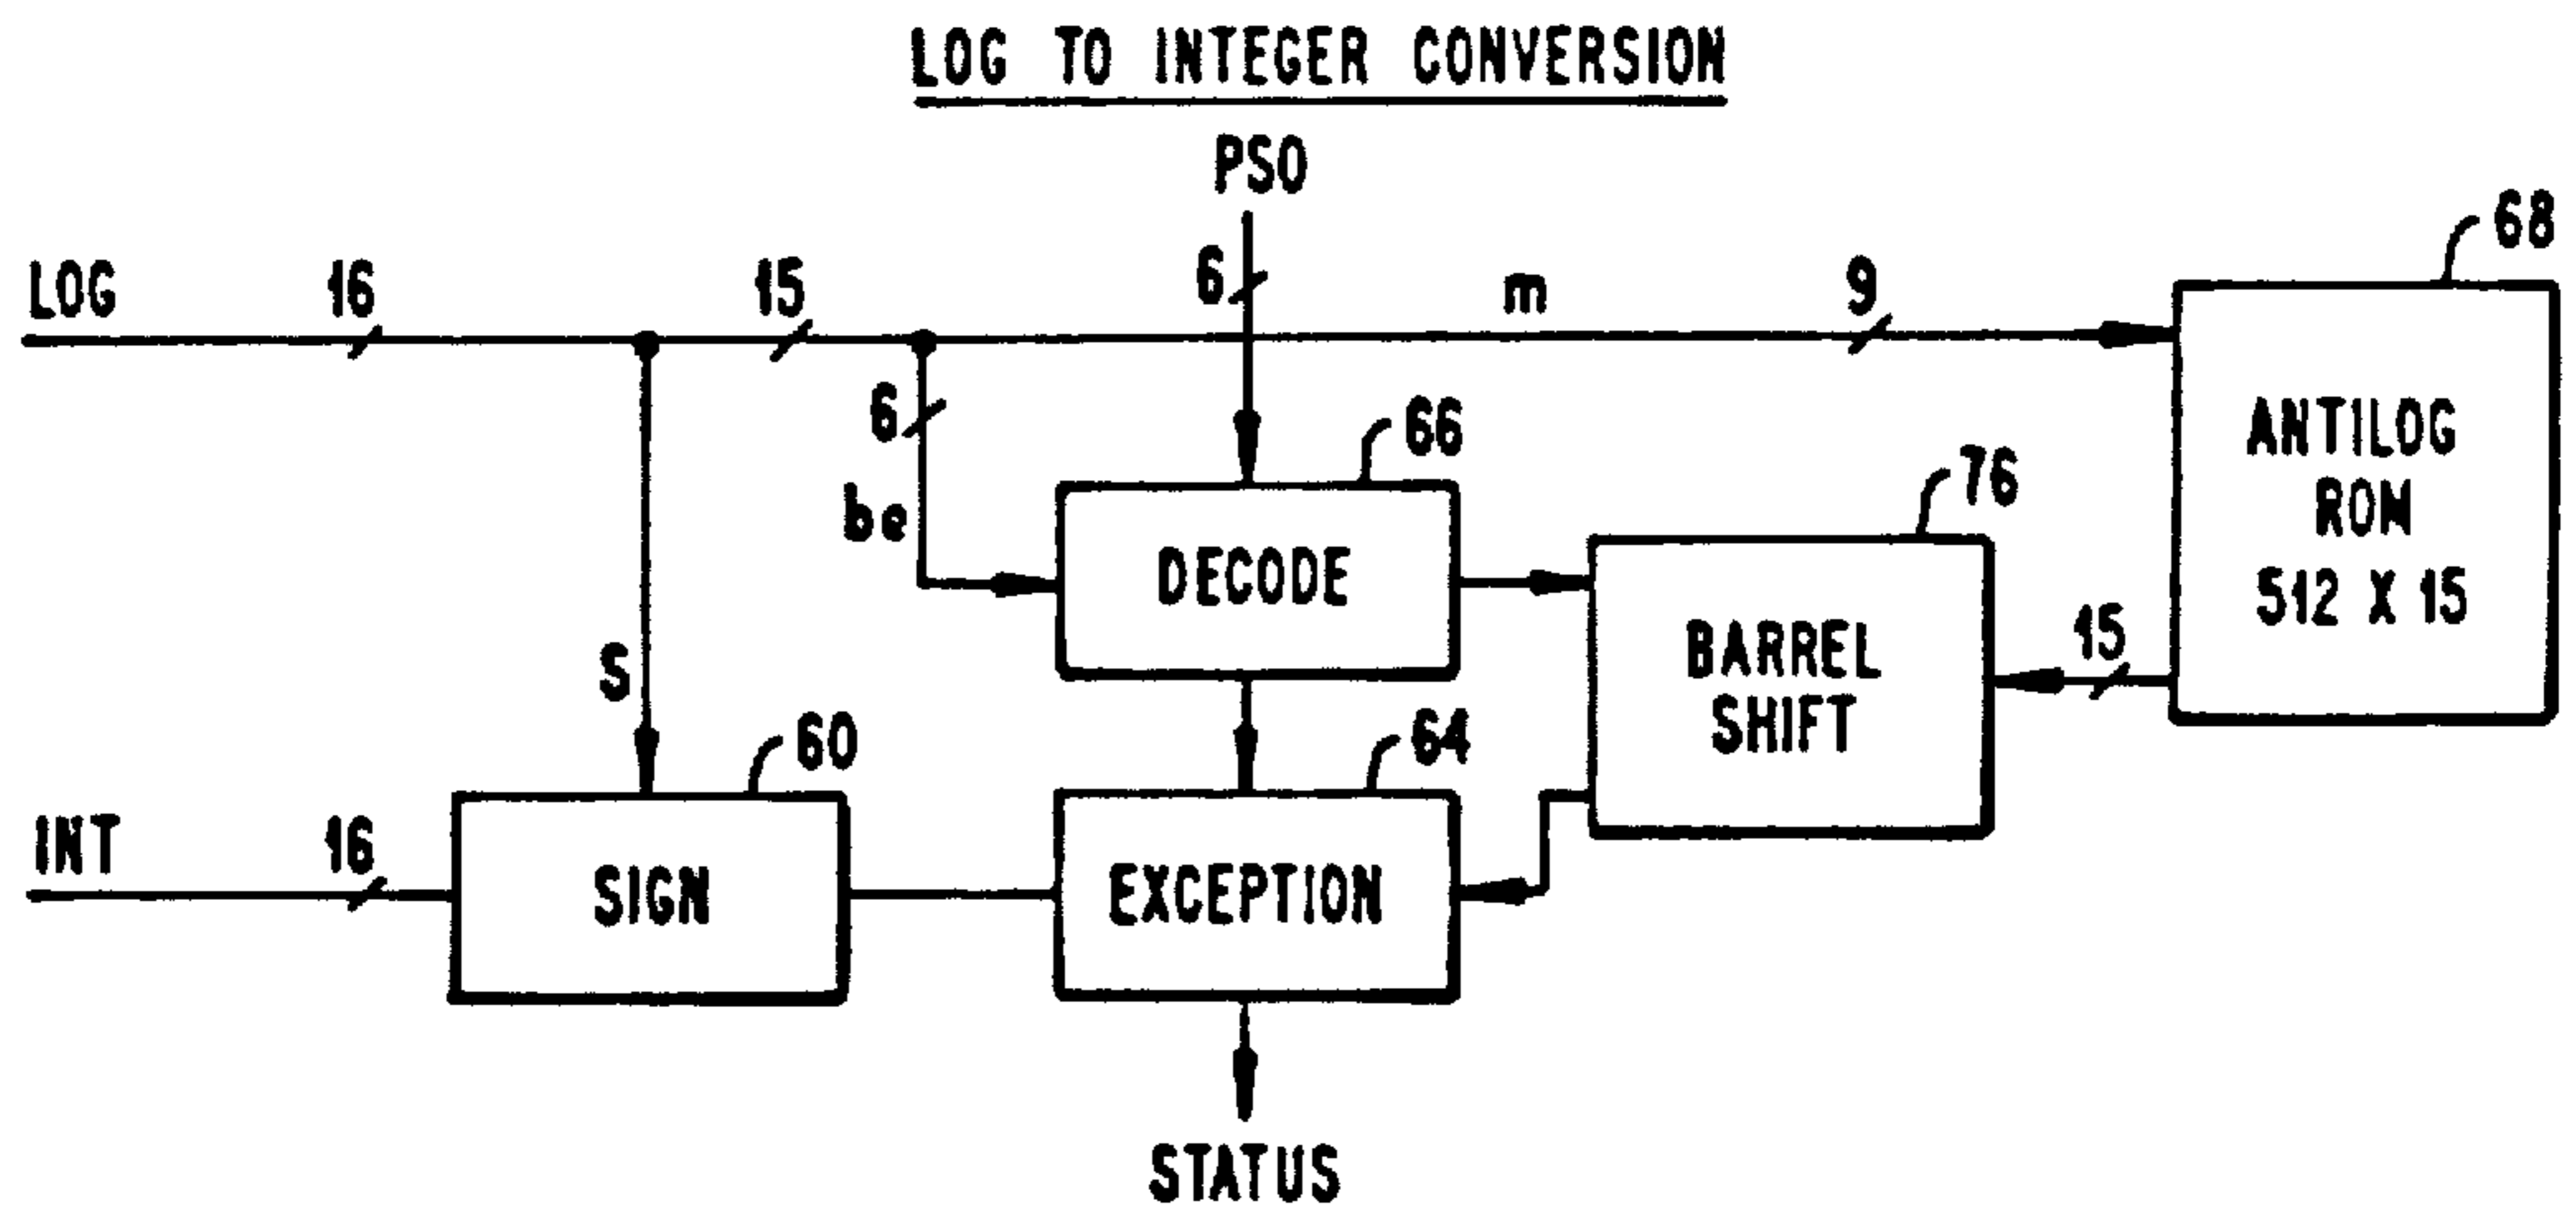 LOG TO INTEGER CONVERSION
PSO
68
LOG
16
15
6
m
9
6
66
be
DECODE
76
ANTILOG
ROM
512 X 15
BARREL
SHIFT
15
S
60
64
INT
16
SIGN
EXCEPTION
STATUS